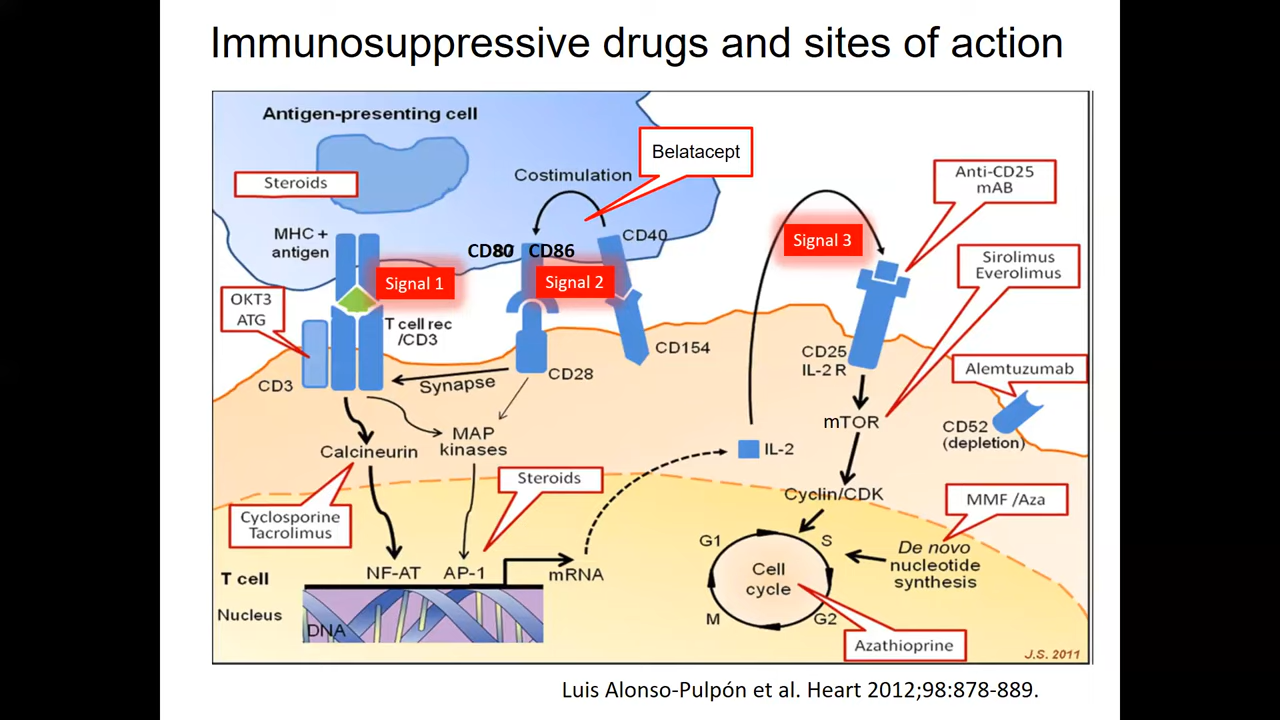 Immunosuppressive drugs and sites of action
Antigen-presenting cell
Steroids
Belatacept
Costimulation
MHC +
antigen
CD80
CD86
CD40
Signal 1
Signal 2
Signal 3
Anti-CD25
mAB
Sirolimus
Everolimus
OKT3
ATG
T cell rec
/CD3
CD3
Synapse
CD28
CD154
CD25
IL-2 R
Alemtuzumab
CD52
(depletion)
mTOR
Calcineurin
MAP
kinases
IL-2
Steroids
Cyclosporine
Tacrolimus
Cyclin/CDK
MMF /Aza
De novo
nucleotide
synthesis
G1
S
Cell
cycle
M
G2
Azathioprine
NF-AT
AP-1
mRNA
T cell
Nucleus
DNA
J.S. 2011
Luis Alonso-Pulpón et al. Heart 2012;98:878-889.